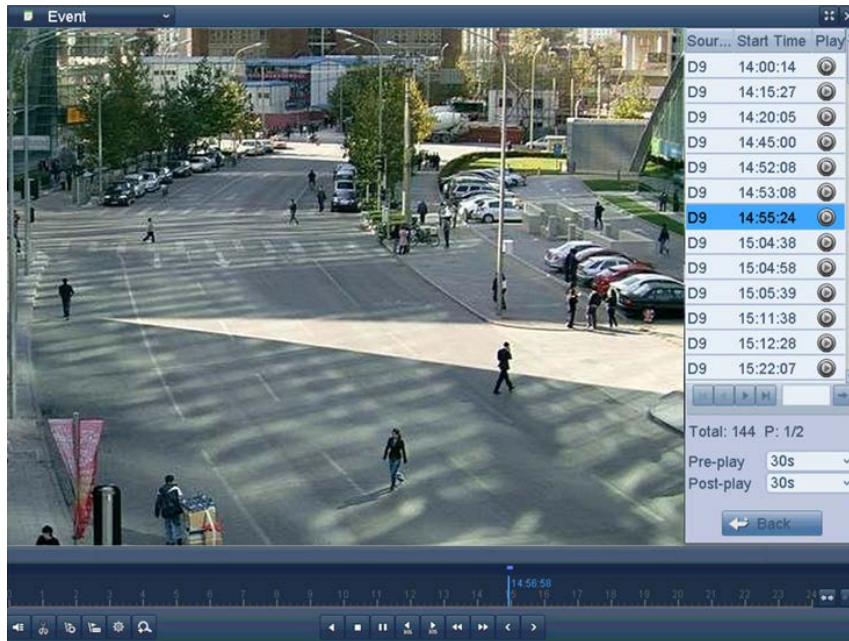 Event
Sour... Start Time Play
D9 14:00:14
D9 14:15:27
D9 14:20:05
D9 14:45:00
D9 14:52:08
D9 14:53:08
D9 14:55:24
D9 15:04:38
D9 15:04:58
D9 15:05:39
D9 15:11:38
D9 15:12:28
D9 15:22:07
Total: 144 P: 1/2
Pre-play 30s
Post-play 30s
Back
14:56:58
0 1 2 3 4 5 6 7 8 9 10 11 12 13 14 15 16 17 18 19 20 21 22 23 24
30s 30s